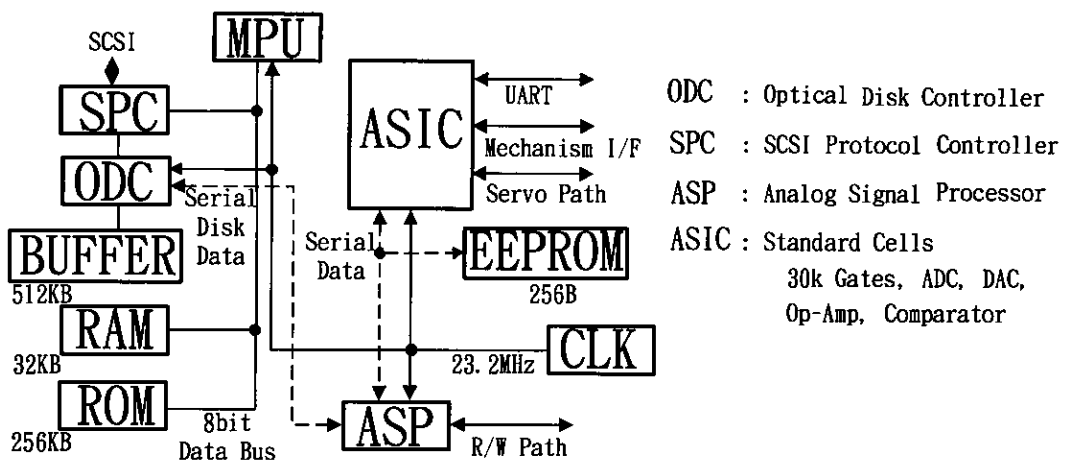 SCSI
MPU
SPC
ODC
Serial
Disk
Data
BUFFER
512KB
RAM
32KB
ROM
256KB
8bit
Data Bus
ASIC
UART
Mechanism I/F
Servo Path
Serial
Data
EEPROM
256B
23.2MHz
CLK
ASP
R/W Path
ODC : Optical Disk Controller
SPC : SCSI Protocol Controller
ASP : Analog Signal Processor
ASIC : Standard Cells
30k Gates, ADC, DAC,
Op-Amp, Comparator